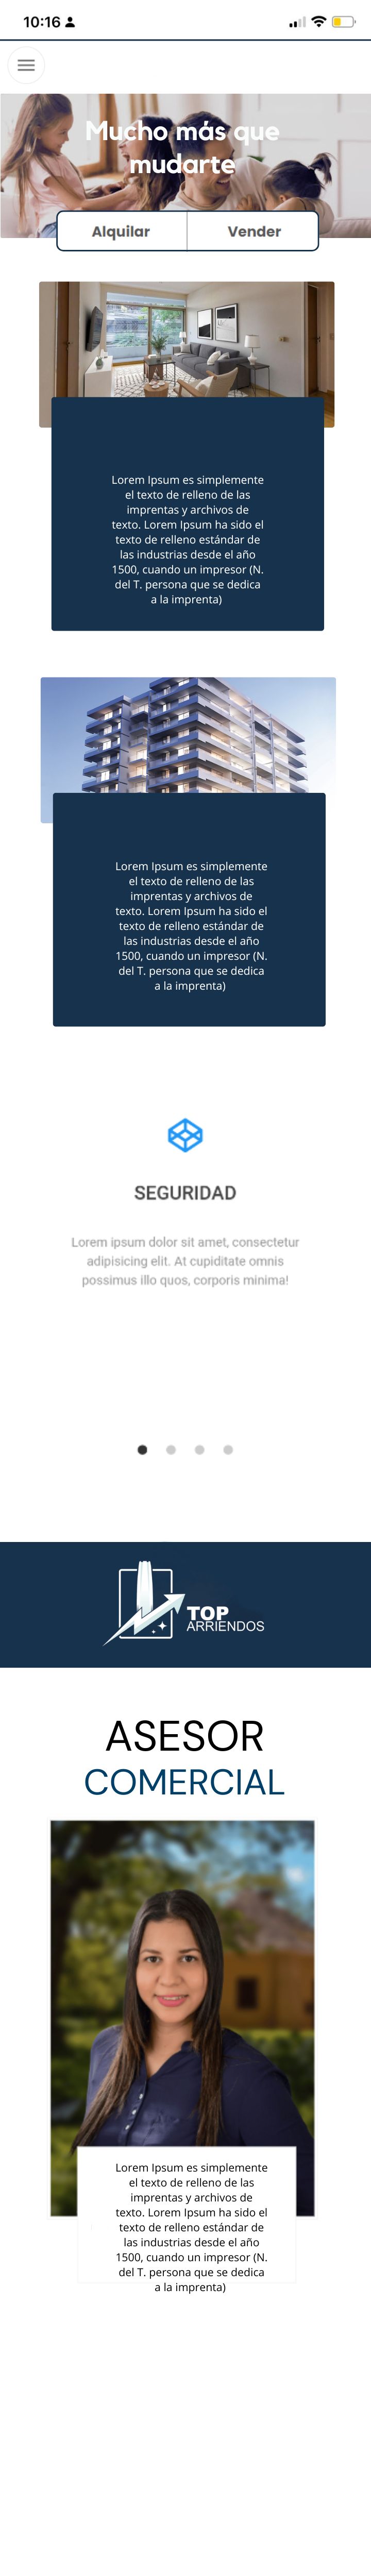 10:16
Mucho más que
mudarte
Alquilar
Vender
Lorem Ipsum es simplemente
el texto de relleno de las
imprentas y archivos de
texto. Lorem Ipsum ha sido el
texto de relleno estándar de
las industrias desde el año
1500, cuando un impresor (N.
del T. persona que se dedica
a la imprenta)
Lorem Ipsum es simplemente
el texto de relleno de las
imprentas y archivos de
texto. Lorem Ipsum ha sido el
texto de relleno estándar de
las industrias desde el año
1500, cuando un impresor (N.
del T. persona que se dedica
a la imprenta)
SEGURIDAD
Lorem ipsum dolor sit amet, consectetur
adipisicing elit. At cupiditate omnis
possimus illo quos, corporis minima!
TOP
ARRIENDOS
ASESOR
COMERCIAL
Lorem Ipsum es simplemente
el texto de relleno de las
imprentas y archivos de
texto. Lorem Ipsum ha sido el
texto de relleno estándar de
las industrias desde el año
1500, cuando un impresor (N.
del T. persona que se dedica
a la imprenta)